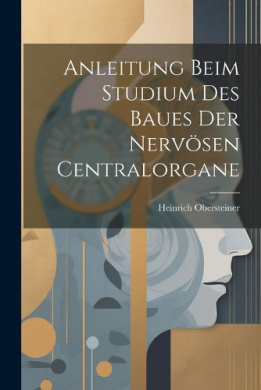 Anleitung Beim
Studium Des
Baues Der
Nervösen
Centralorgane
Heinrich Obersteiner